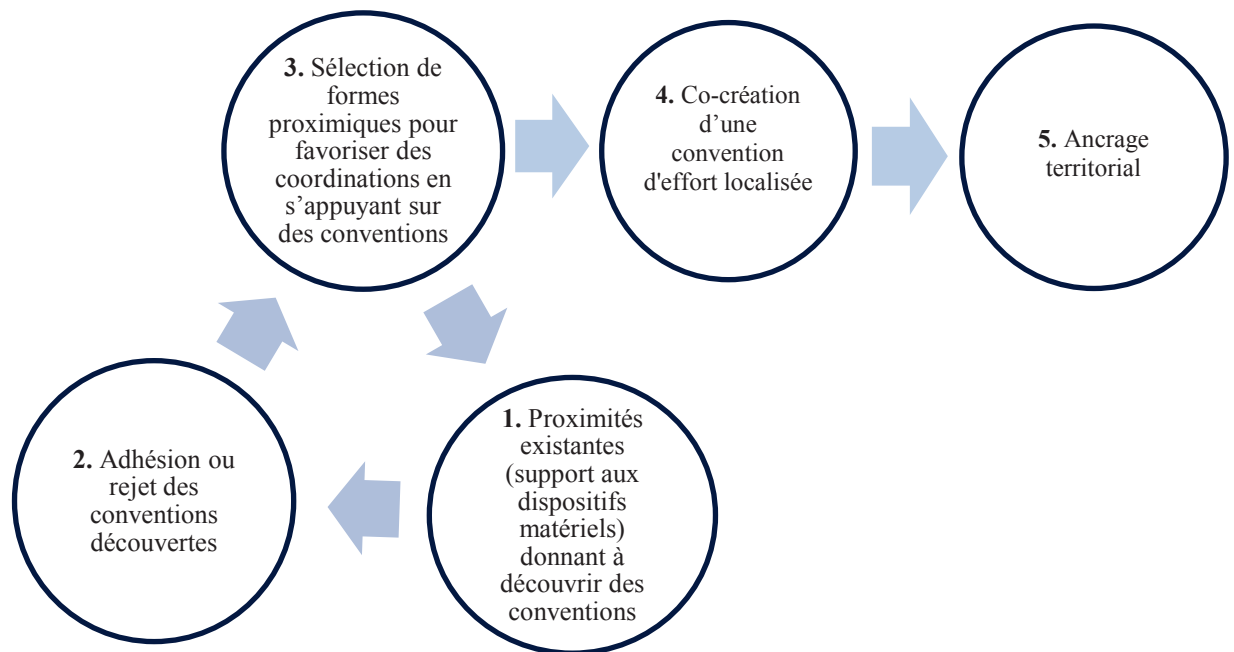 3. Sélection de
formes
proximiques pour
favoriser des
coordinations en
s’appuyant sur
des conventions
4. Co-création
d’une
convention
d'effort localisée
5. Ancrage
territorial
2. Adhésion ou
rejet des
conventions
découvertes
1. Proximités
existantes
(support aux
dispositifs
matériels)
donnant à
découvrir des
conventions